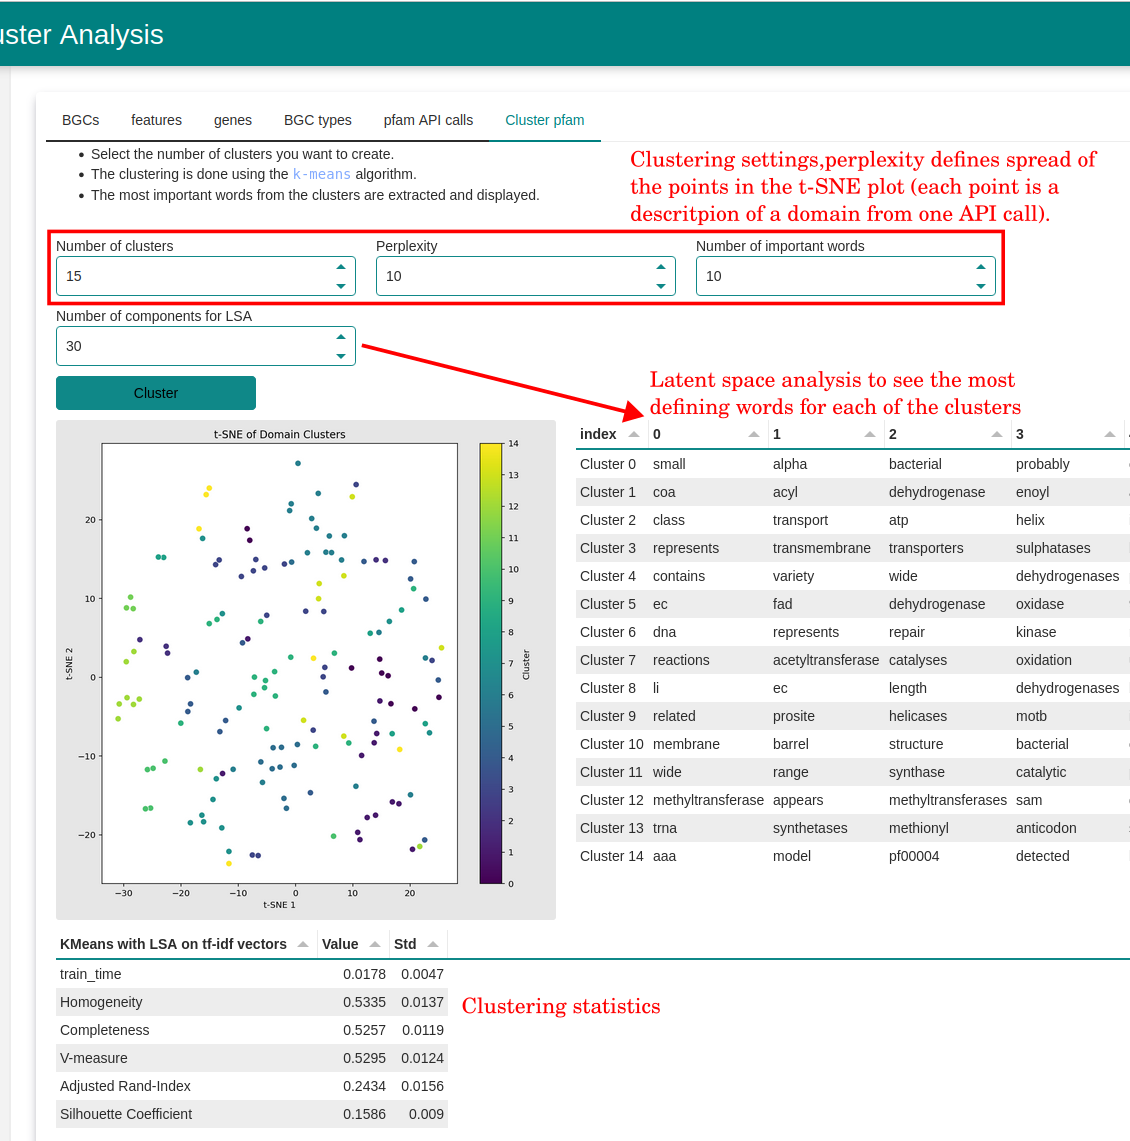 uster Analysis
BGCs features genes BGC types pfam API calls Cluster pfam
• Select the number of clusters you want to create.
• The clustering is done using the k-means algorithm.
• The most important words from the clusters are extracted and displayed.
Clustering settings,perplexity defines spread of
the points in the t-SNE plot (each point is a
descritpion of a domain from one API call).
Number of clusters Perplexity Number of important words
15 10 10
Number of components for LSA
30
Cluster
Latent space analysis to see the most
defining words for each of the clusters
t-SNE of Domain Clusters
20
10
0
−10
−20
t-SNE 2
−30 −20 −10 0 10 20
t-SNE 1
14
13
12
11
10
9
8
7
6
5
4
3
2
1
0
Cluster
index 0 1 2 3
Cluster 0 small alpha bacterial probably
Cluster 1 coa acyl dehydrogenase enoyl
Cluster 2 class transport atp helix
Cluster 3 represents transmembrane transporters sulphatases
Cluster 4 contains variety wide dehydrogenases
Cluster 5 ec fad dehydrogenase oxidase
Cluster 6 dna represents repair kinase
Cluster 7 reactions acetyltransferase catalyses oxidation
Cluster 8 li ec length dehydrogenases
Cluster 9 related prosite helicases motb
Cluster 10 membrane barrel structure bacterial
Cluster 11 wide range synthase catalytic
Cluster 12 methyltransferase appears methyltransferases sam
Cluster 13 trna synthetases methionyl anticodon
Cluster 14 aaa model pf00004 detected
KMeans with LSA on tf-idf vectors Value Std
train_time 0.0178 0.0047
Homogeneity 0.5335 0.0137
Completeness 0.5257 0.0119
V-measure 0.5295 0.0124
Adjusted Rand-Index 0.2434 0.0156
Silhouette Coefficient 0.1586 0.009
Clustering statistics